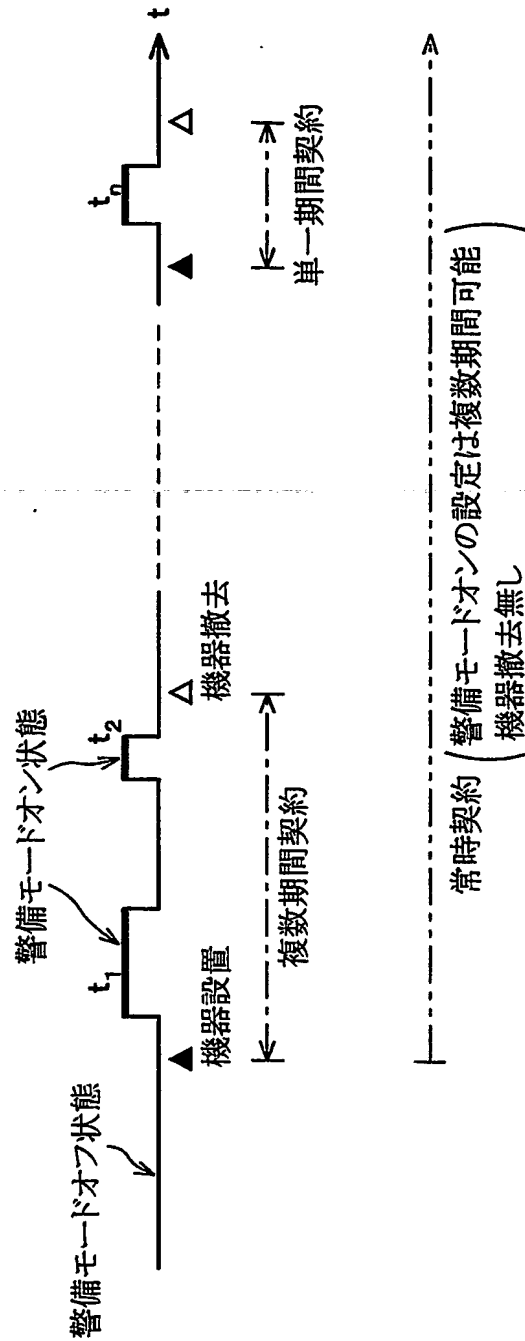 警備モードオフ状態
警備モードオン状態
t1
t2
tn
t
機器設置
機器撤去
複数期間契約
単一期間契約
常時契約
警備モードオンの設定は複数期間可能
機器撤去無し